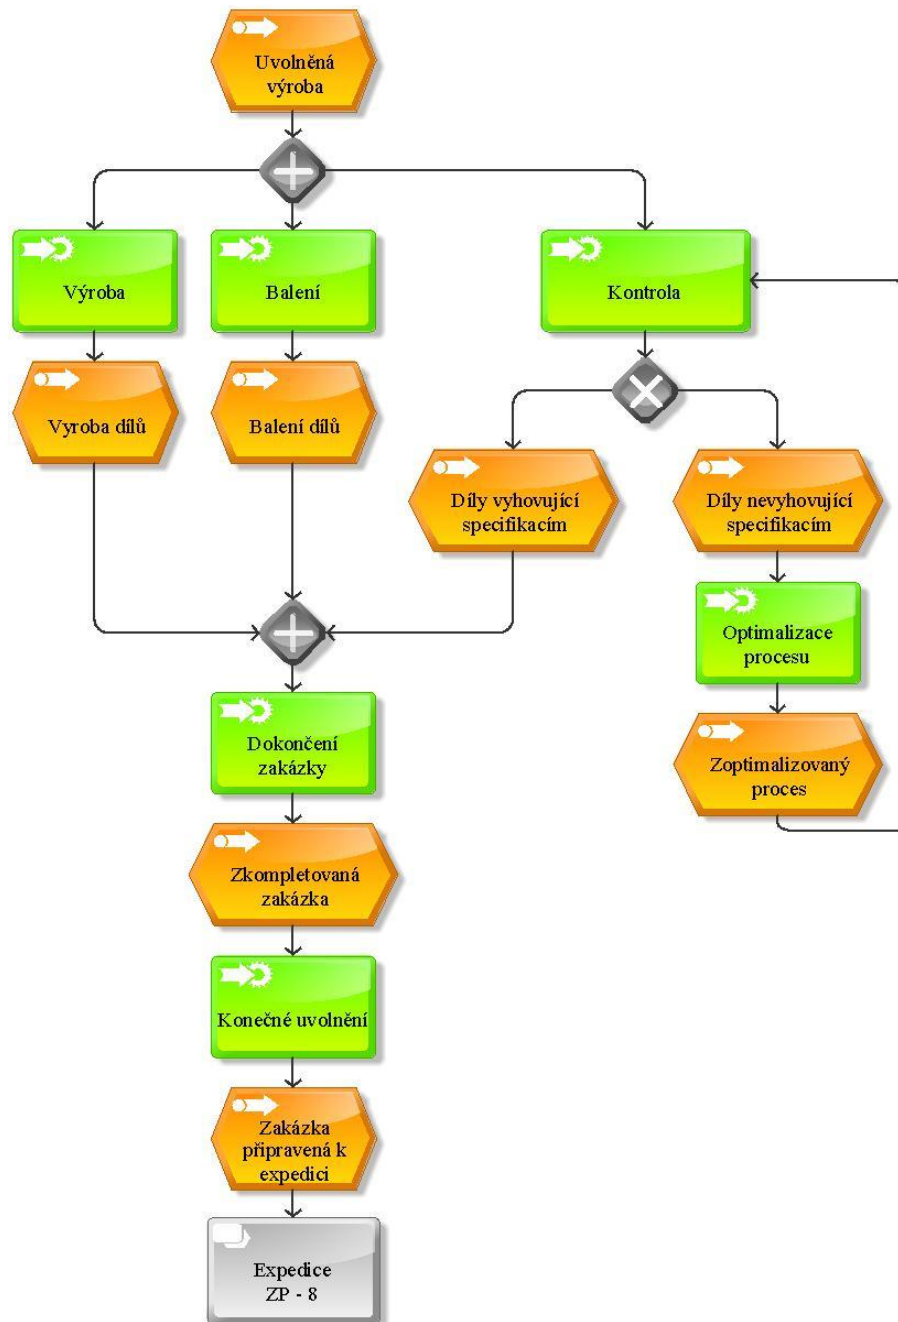 Uvolněná
výroba
Výroba
Balení
Kontrola
Vyroba dílů
Balení dílů
Díly vyhovující
specifikacím
Díly nevyhovující
specifikacím
Optimalizace
procesu
Dokončení
zakázky
Zoptimalizovaný
proces
Zkompletovaná
zakázka
Konečné uvolnění
Zakázka
připravená k
expedici
Expedice
ZP - 8